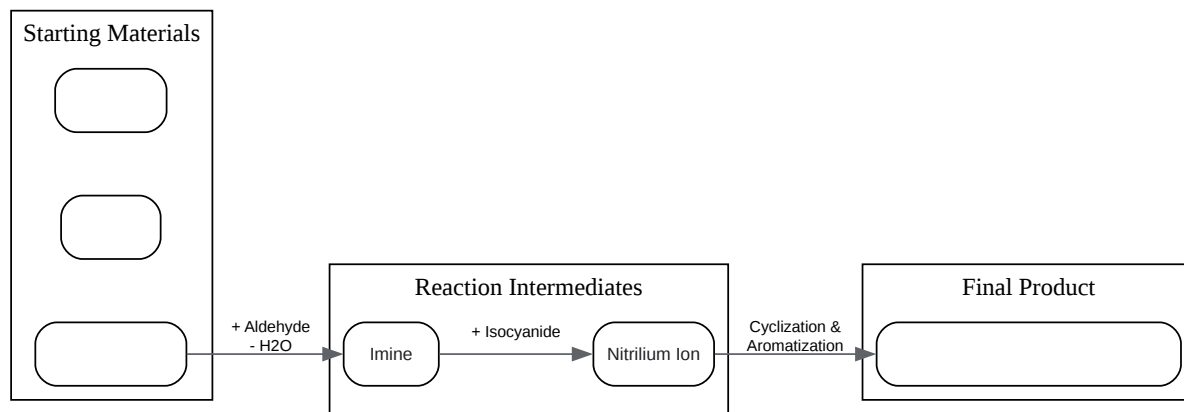 Starting Materials
+ Aldehyde
- H2O
Reaction Intermediates
Imine
+ Isocyanide
Nitrilium Ion
Cyclization &
Aromatization
Final Product